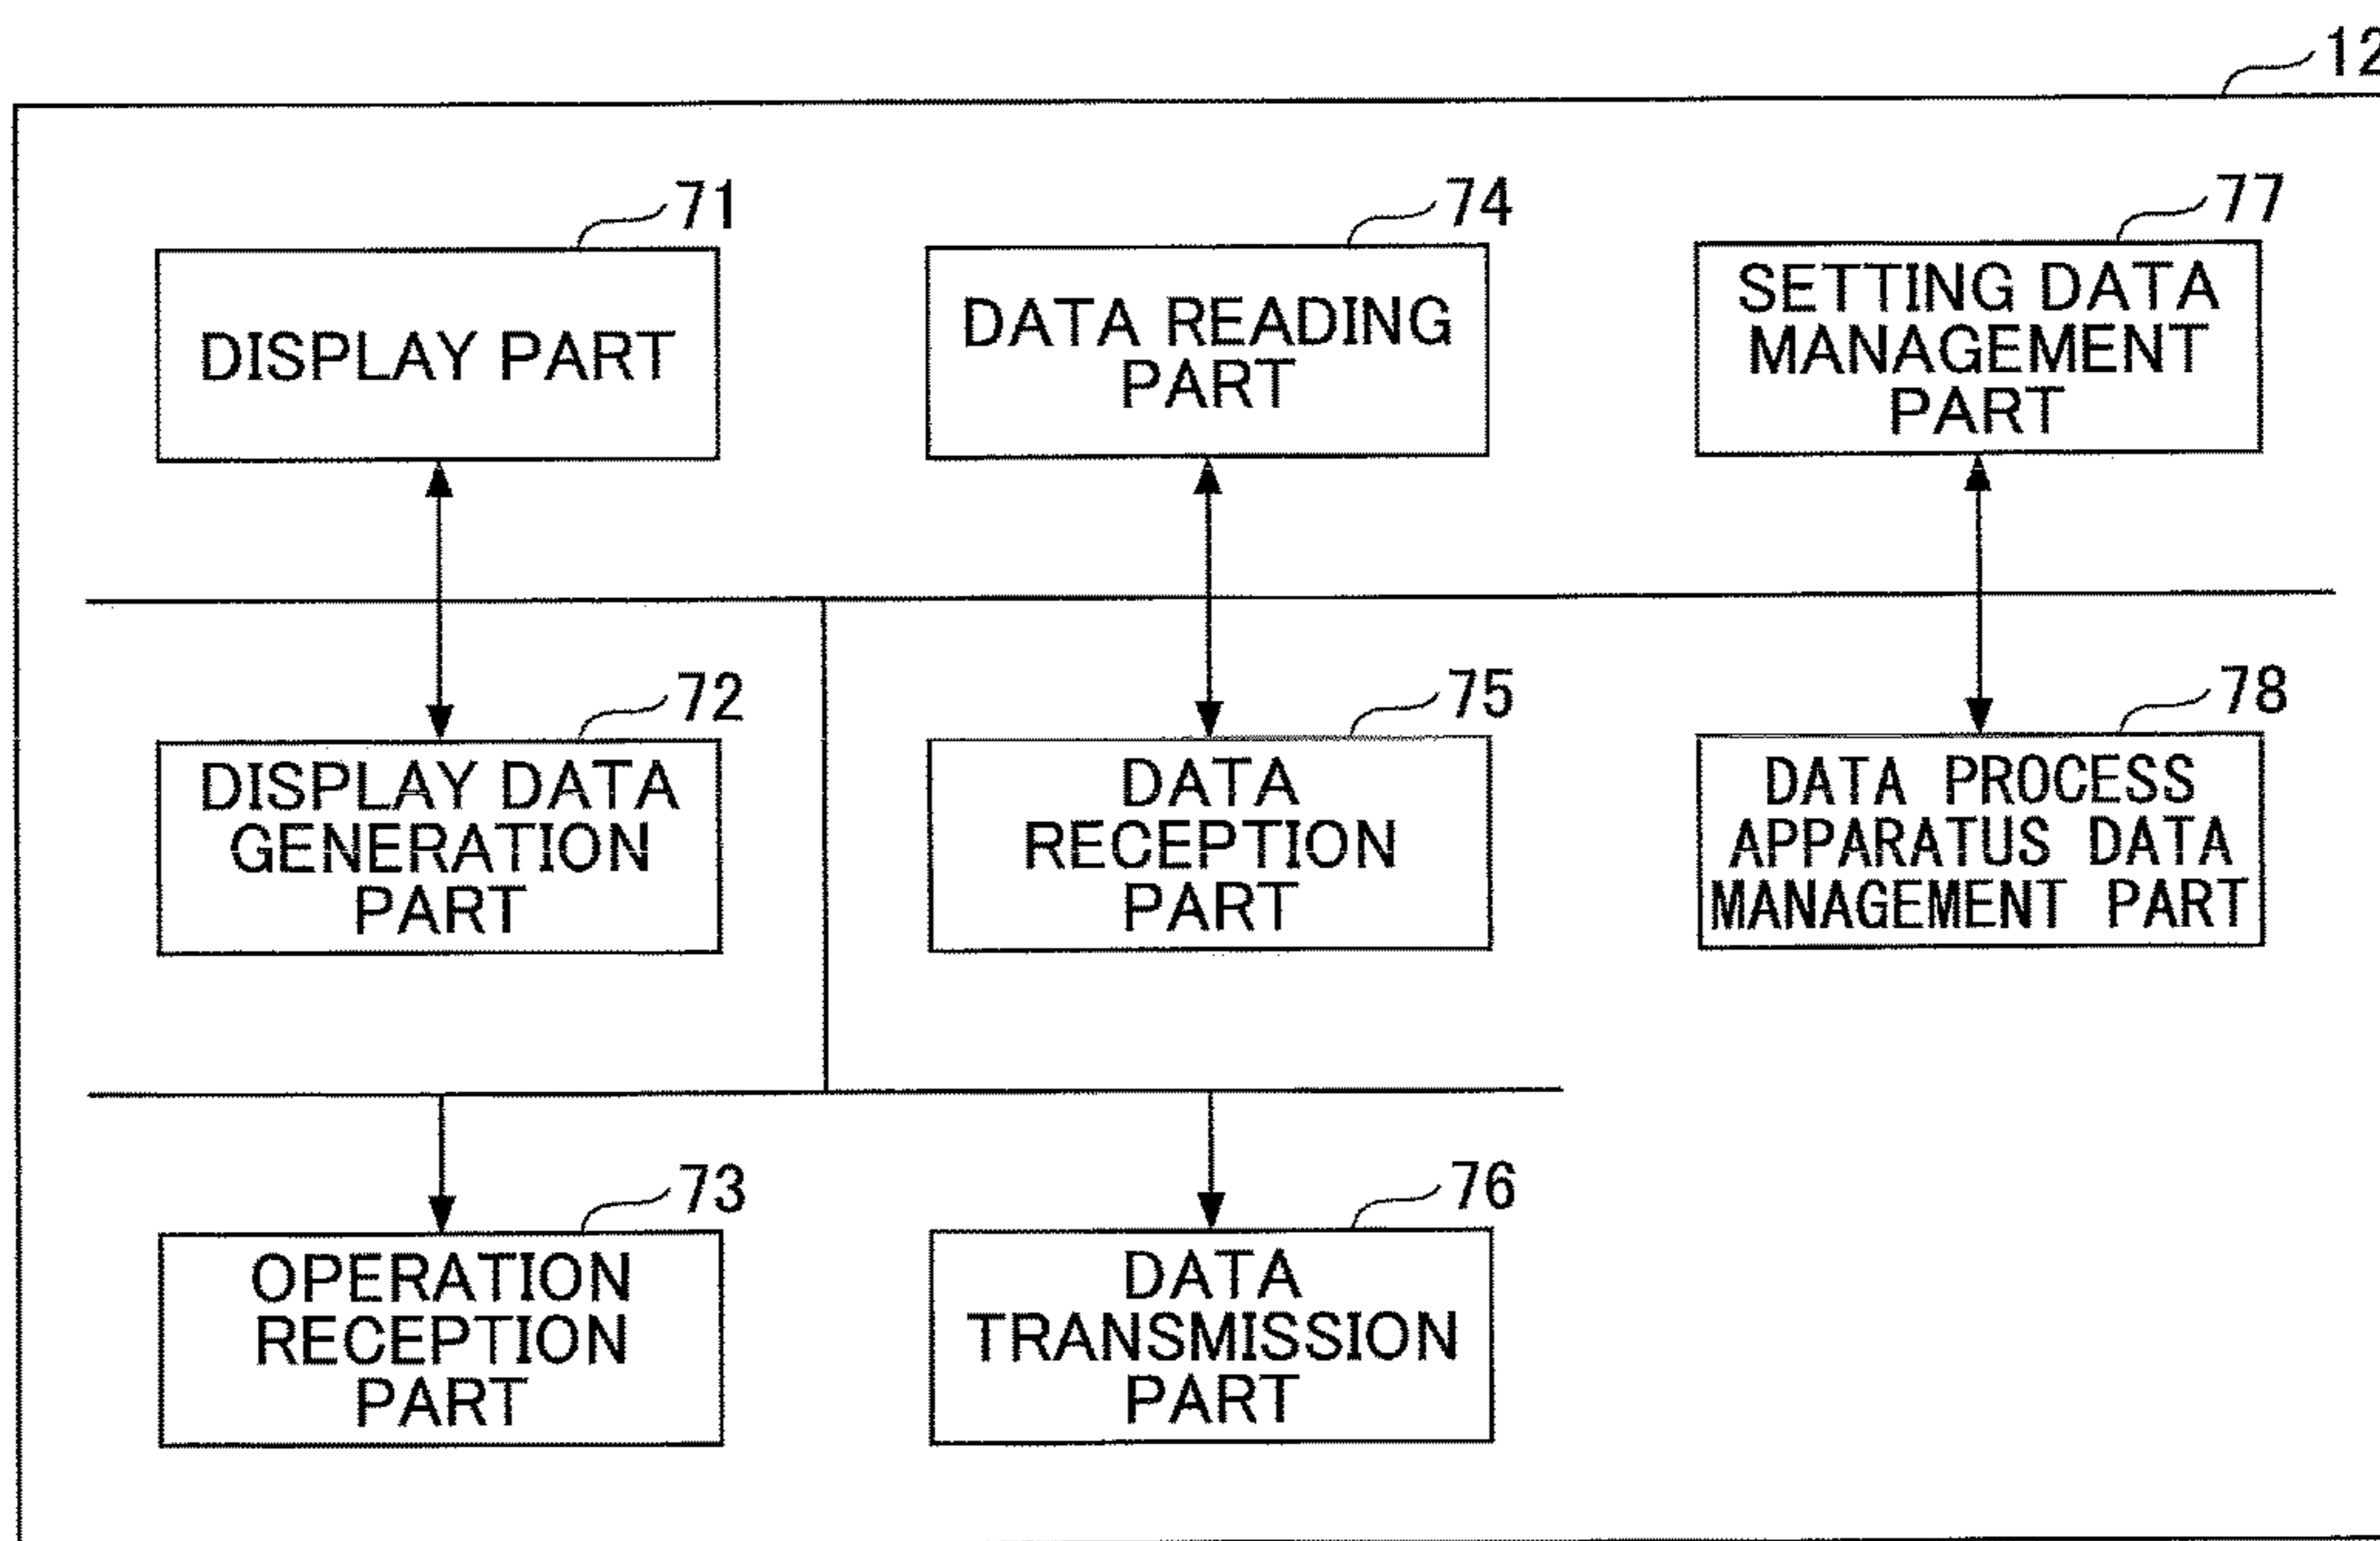 12
71
DISPLAY PART
74
DATA READING
PART
77
SETTING DATA
MANAGEMENT
PART
72
DISPLAY DATA
GENERATION
PART
75
DATA
RECEPTION
PART
78
DATA PROCESS
APPARATUS DATA
MANAGEMENT PART
73
OPERATION
RECEPTION
PART
76
DATA
TRANSMISSION
PART